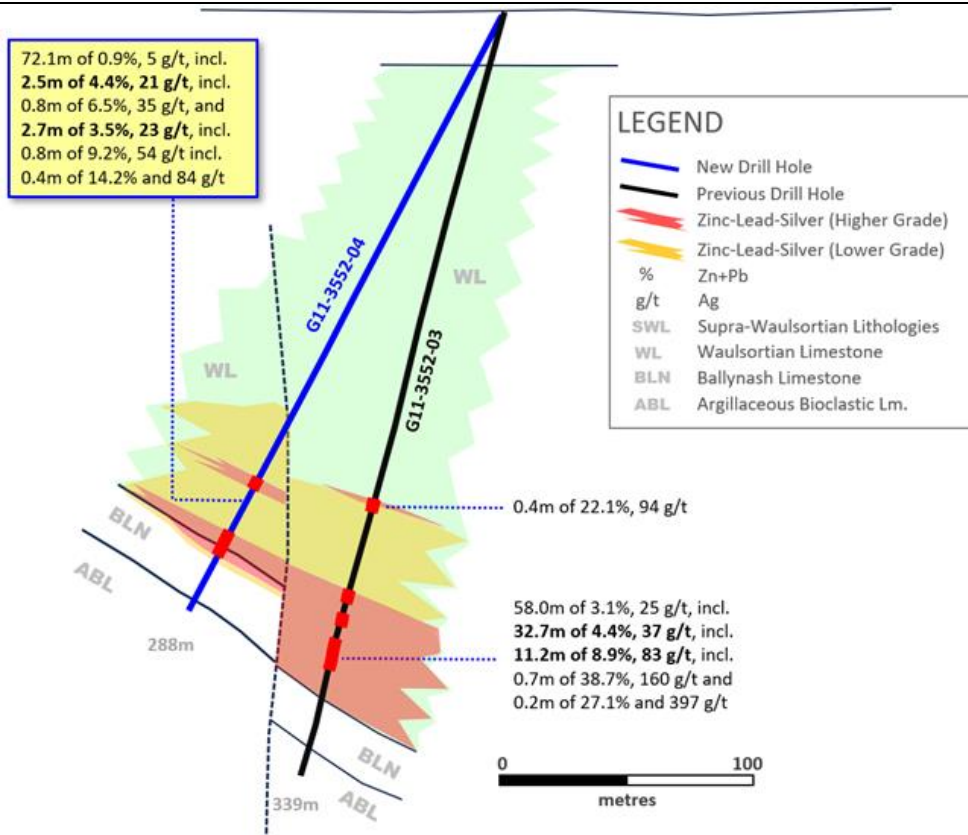 72.1m of 0.9%, 5 g/t, incl.
2.5m of 4.4%, 21 g/t, incl.
0.8m of 6.5%, 35 g/t, and
2.7m of 3.5%, 23 g/t, incl.
0.8m of 9.2%, 54 g/t incl.
0.4m of 14.2% and 84 g/t
LEGEND
New Drill Hole
Previous Drill Hole
Zinc-Lead-Silver (Higher Grade)
Zinc-Lead-Silver (Lower Grade)
% Zn+Pb
g/t Ag
SWL Supra-Waulsortian Lithologies
WL Waulsortian Limestone
BLN Ballynash Limestone
ABL Argillaceous Bioclastic Lm.
G11-3552-04
G11-3552-03
WL
WL
BLN
ABL
0.4m of 22.1%, 94 g/t
58.0m of 3.1%, 25 g/t, incl.
32.7m of 4.4%, 37 g/t, incl.
11.2m of 8.9%, 83 g/t, incl.
0.7m of 38.7%, 160 g/t and
0.2m of 27.1% and 397 g/t
288m
BLN
ABL
339m
0 100
metres